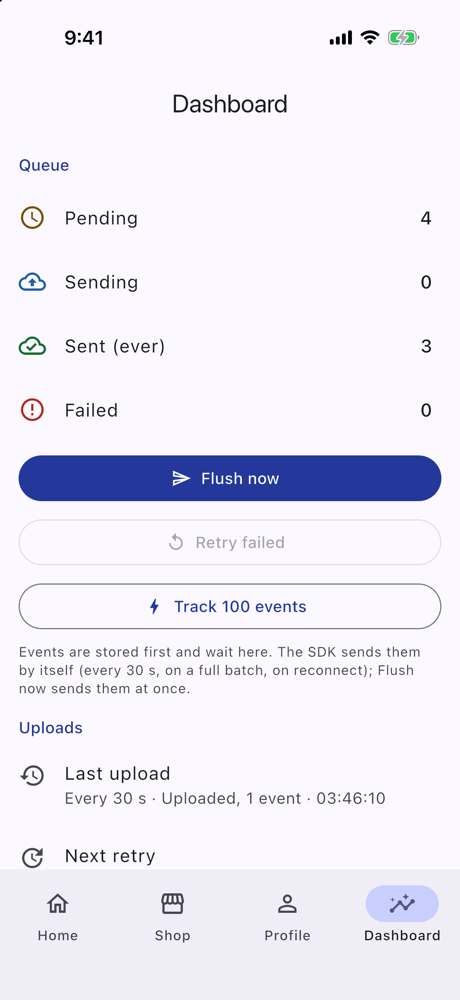 9:41
Dashboard
Queue
Pending 4
Sending 0
Sent (ever) 3
Failed 0
Flush now
Retry failed
Track 100 events
Events are stored first and wait here. The SDK sends them
by itself (every 30 s, on a full batch, on reconnect); Flush
now sends them at once.
Uploads
Last upload
Every 30 s · Uploaded, 1 event · 03:46:10
Next retry
Home Shop Profile Dashboard